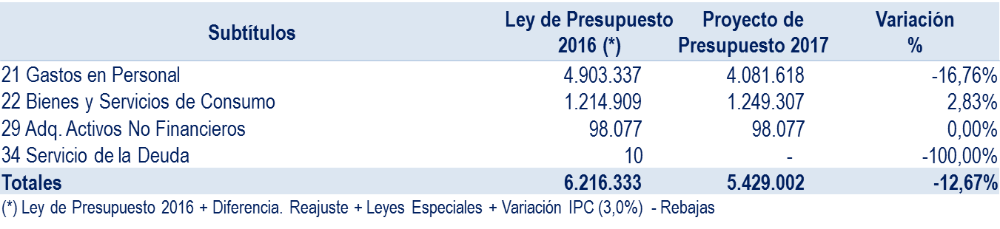 Subtítulos Ley de Presupuesto 2016 (*) Proyecto de Presupuesto 2017 Variación %
21 Gastos en Personal 4.903.337 4.081.618 -16,76%
22 Bienes y Servicios de Consumo 1.214.909 1.249.307 2,83%
29 Adq. Activos No Financieros 98.077 98.077 0,00%
34 Servicio de la Deuda 10 - -100,00%
Totales 6.216.333 5.429.002 -12,67%
(*) Ley de Presupuesto 2016 + Diferencia. Reajuste + Leyes Especiales + Variación IPC (3,0%) - Rebajas